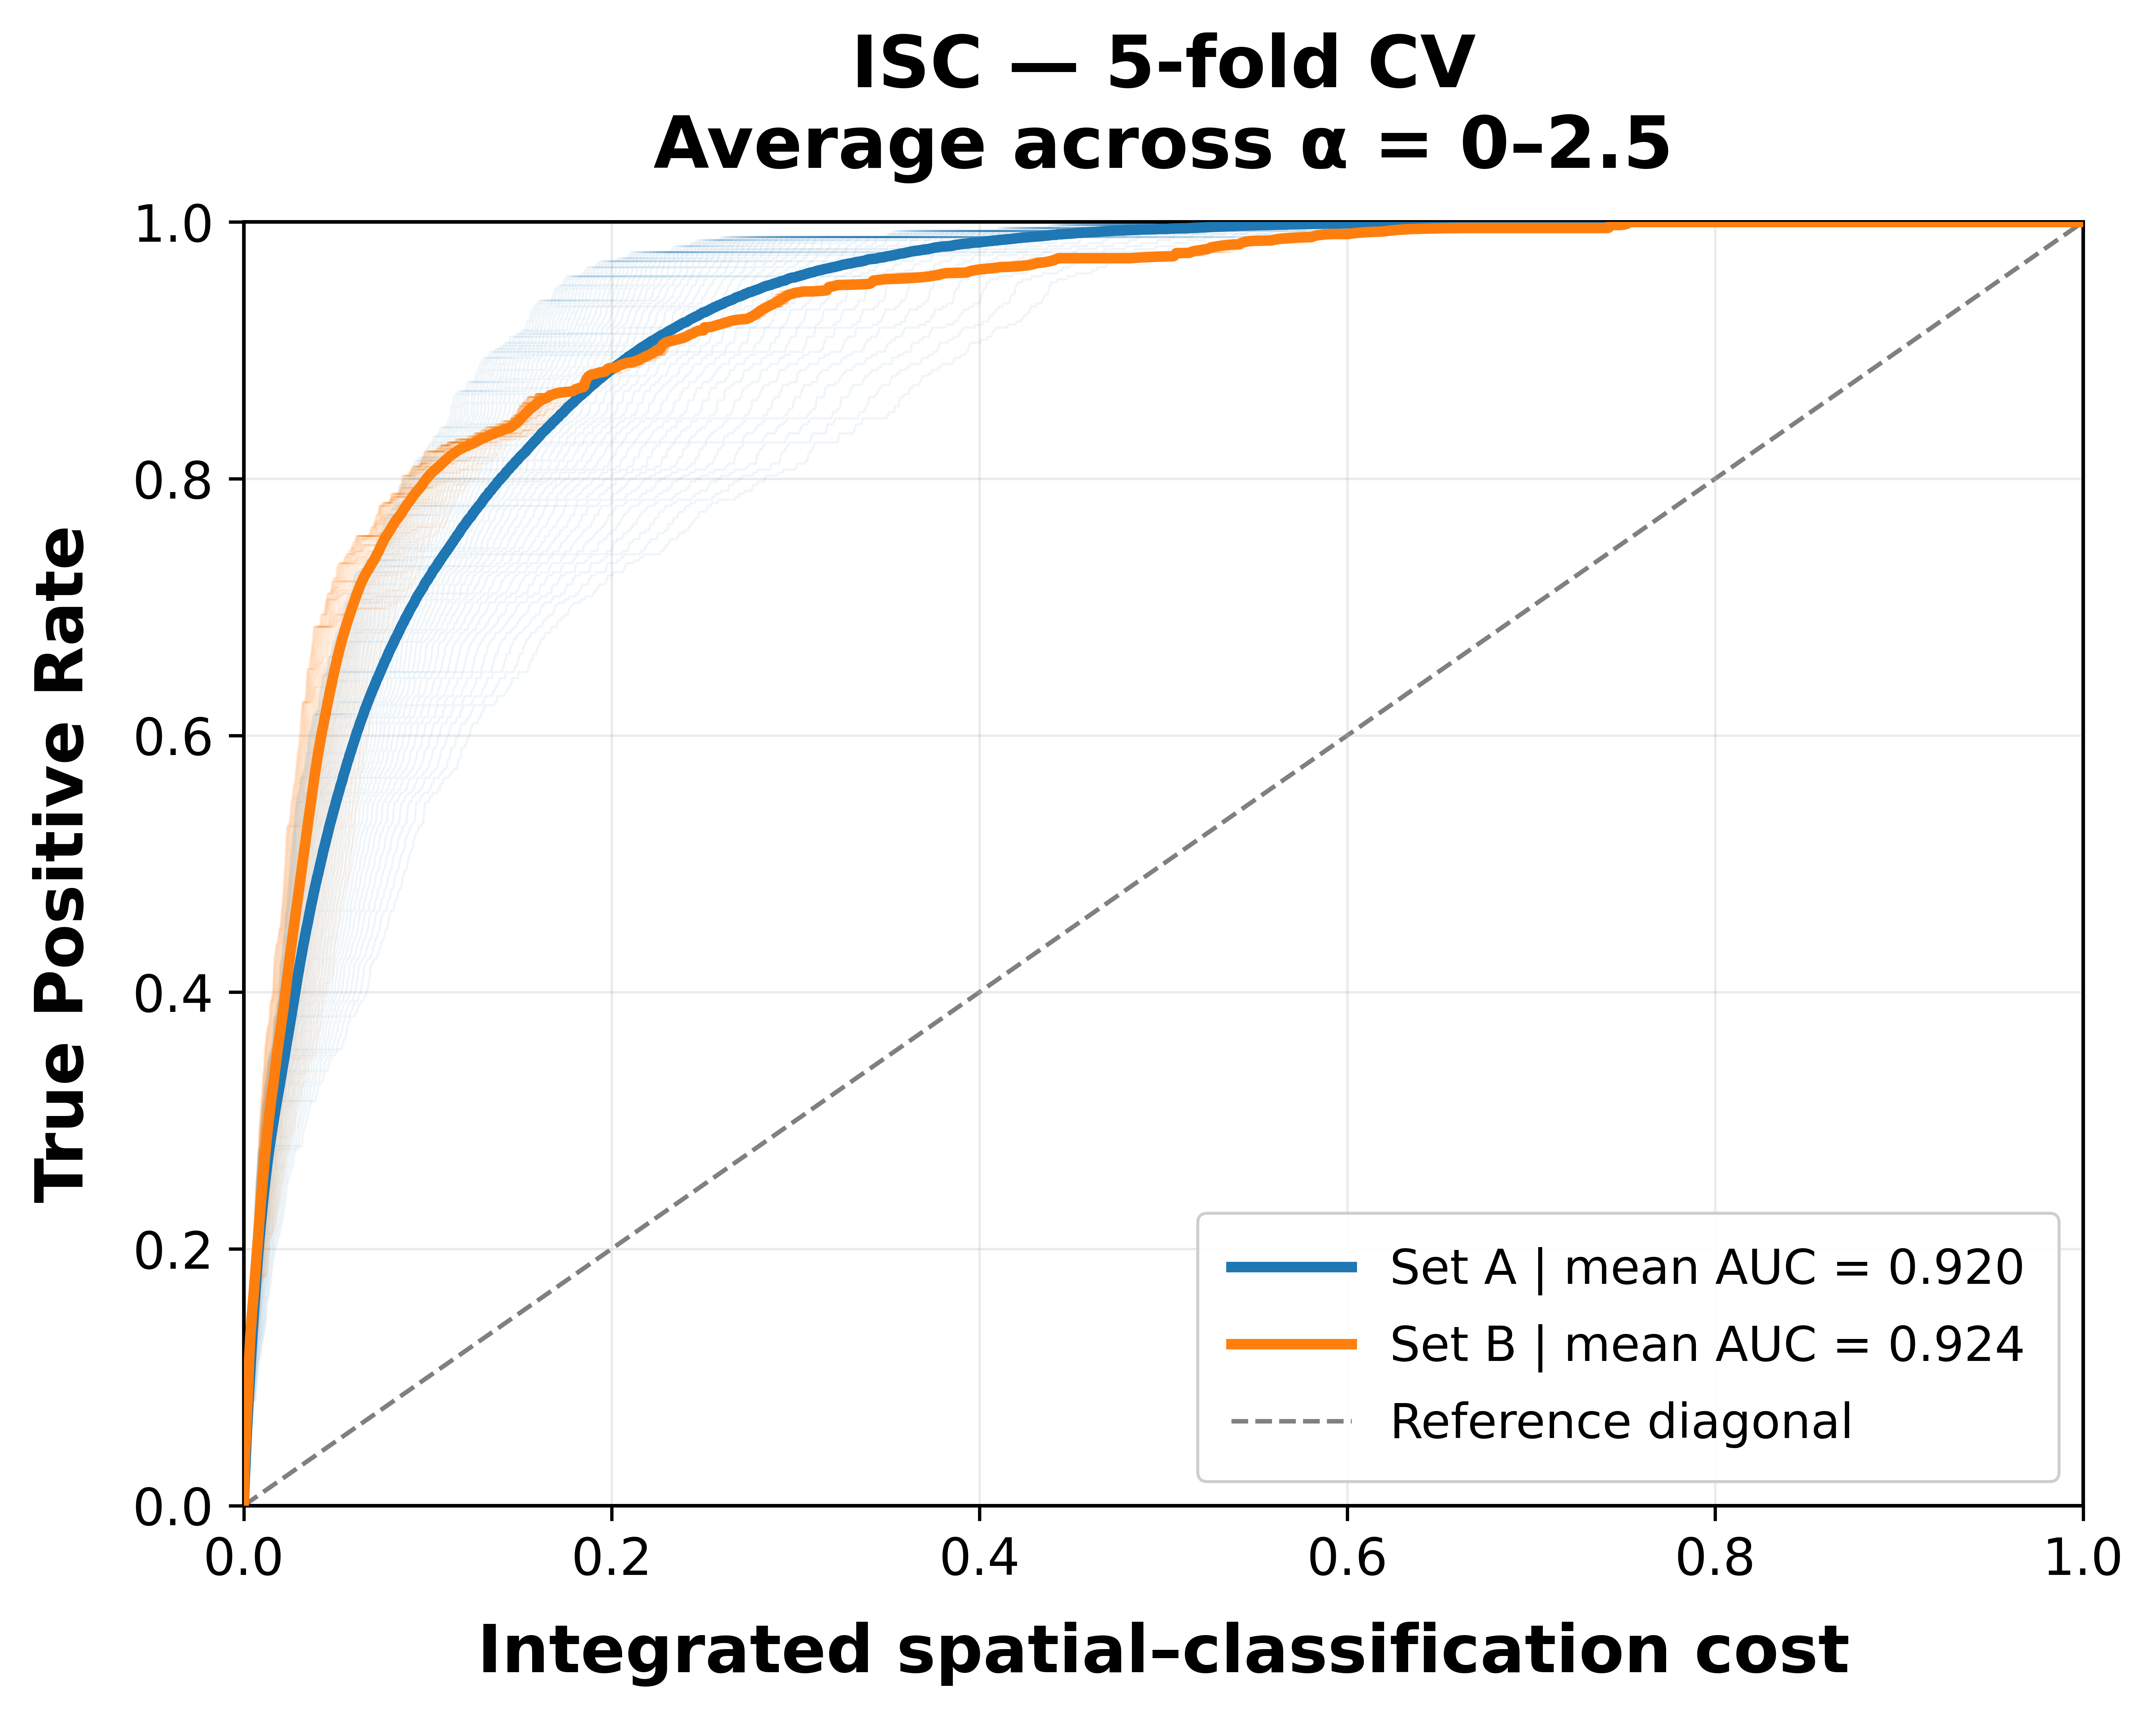 ISC — 5-fold CV
Average across α = 0–2.5
True Positive Rate
1.0
0.8
0.6
0.4
0.2
0.0
0.0 0.2 0.4 0.6 0.8 1.0
Integrated spatial–classification cost
Set A | mean AUC = 0.920
Set B | mean AUC = 0.924
Reference diagonal